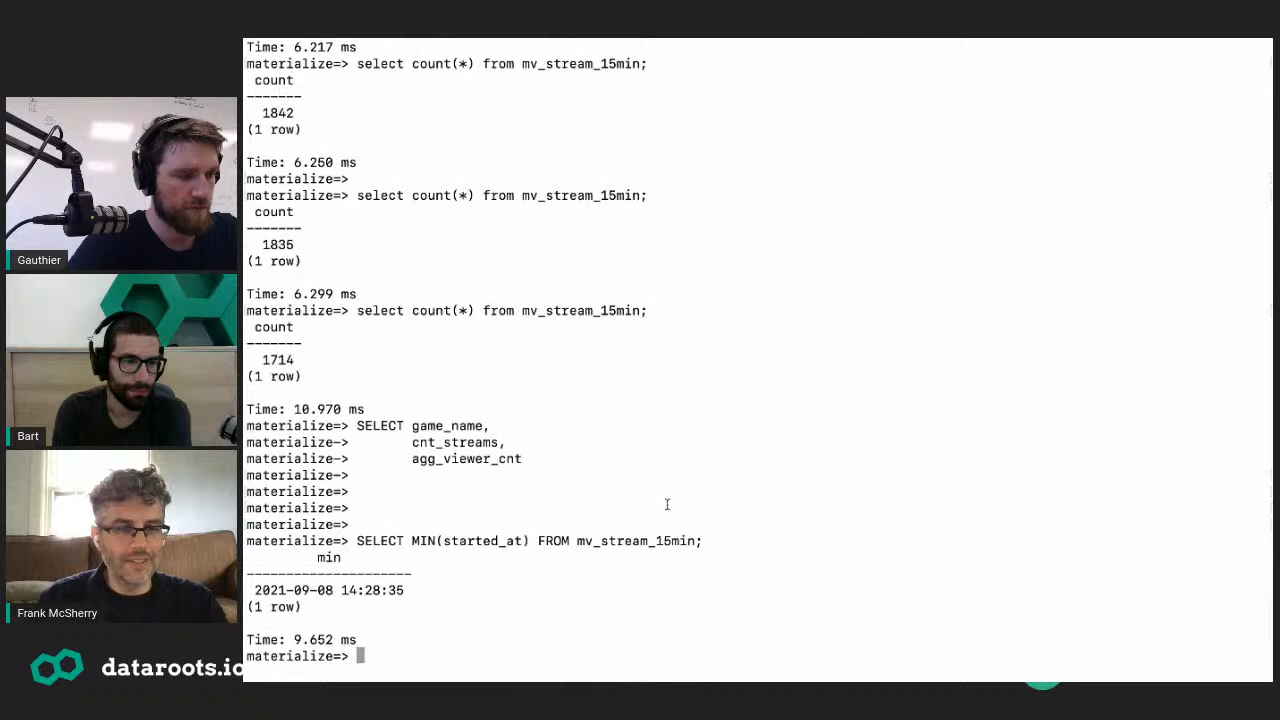 Time: 6.217 ms
materialize=> select count(*) from mv_stream_15min;
count
-------
1842
(1 row)
Time: 6.250 ms
materialize=>
materialize=> select count(*) from mv_stream_15min;
count
-------
1835
(1 row)
Time: 6.299 ms
materialize=> select count(*) from mv_stream_15min;
count
-------
1714
(1 row)
Time: 10.970 ms
materialize=> SELECT game_name,
materialize-> cnt_streams,
materialize-> agg_viewer_cnt
materialize->
materialize=>
materialize=>
materialize=>
materialize=> SELECT MIN(started_at) FROM mv_stream_15min;
min
---------------------
2021-09-08 14:28:35
(1 row)
Time: 9.652 ms
materialize=>
Gauthier
Bart
Frank McSherry
dataroots.io